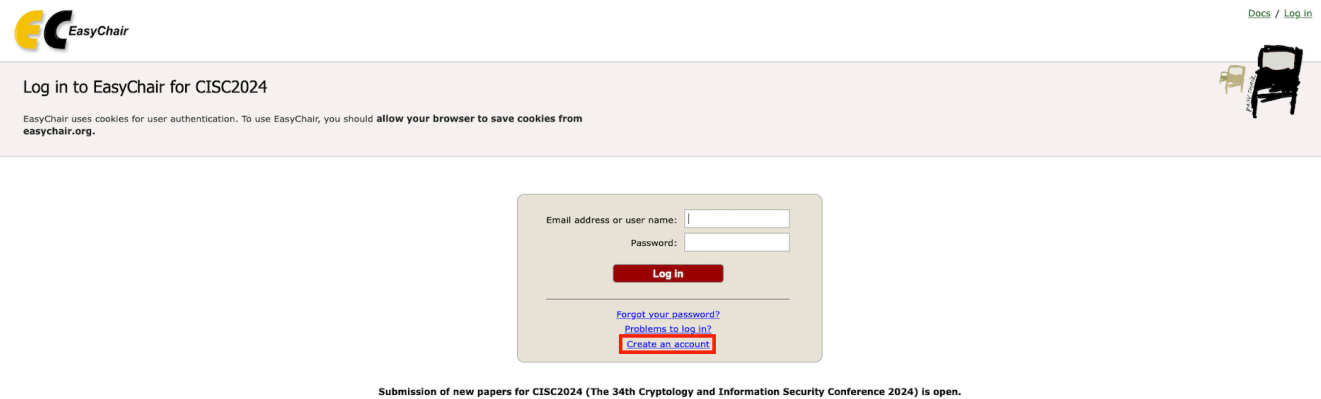 EC EasyChair
Docs / Log in
Log in to EasyChair for CISC2024
EasyChair uses cookies for user authentication. To use EasyChair, you should allow your browser to save cookies from
easychair.org.
Email address or user name:
Password:
Log in
Forgot your password?
Problems to log in?
Create an account
Submission of new papers for CISC2024 (The 34th Cryptology and Information Security Conference 2024) is open.